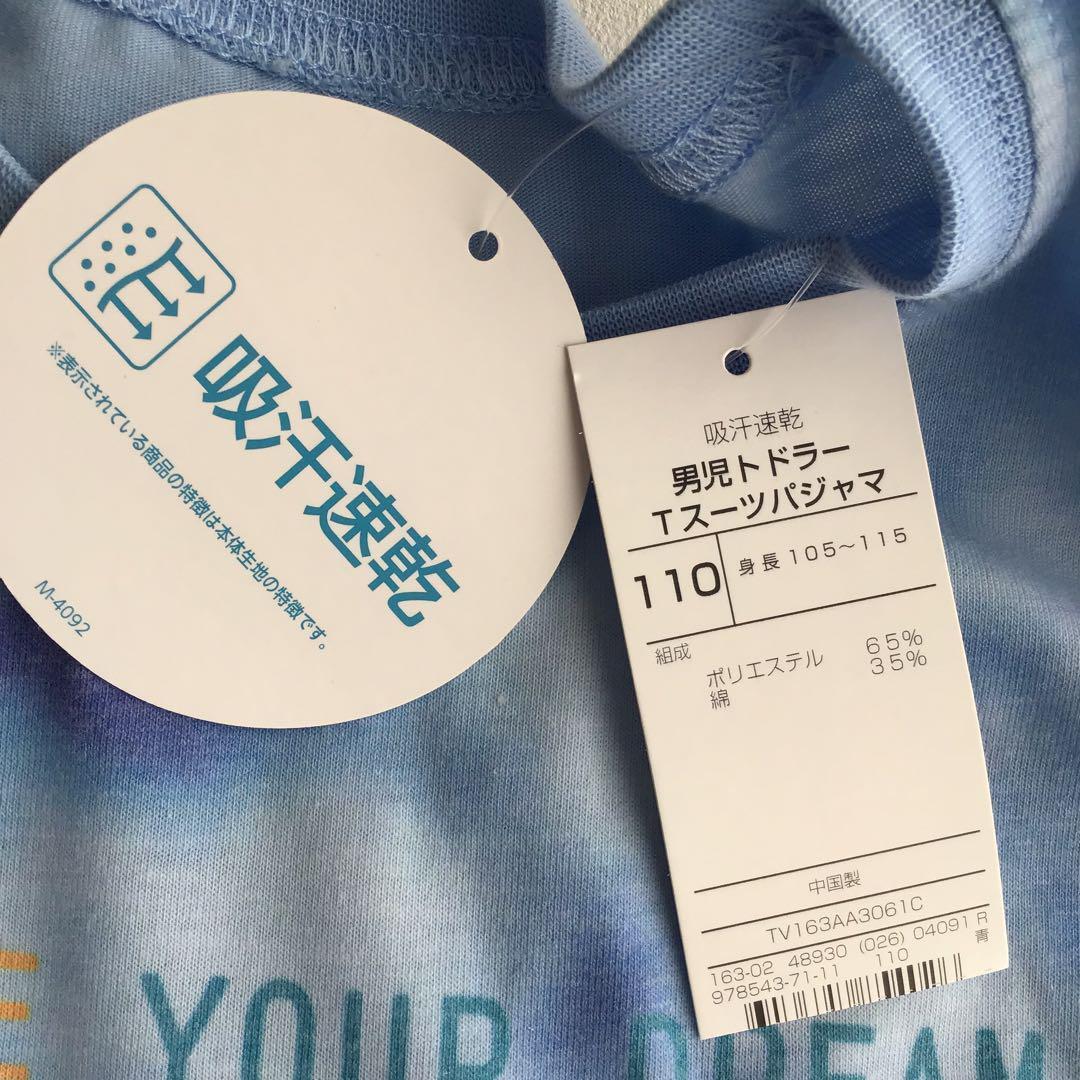 吸汗速乾
※表示されている商品の特徴は本体生地の特徴です。
M-4092
吸汗速乾
男児トドラー
Tスーツパジャマ
110
身長105～115
組成
ポリエステル 65%
綿 35%
中国製
TV163AA3061C
163-02 48930 (026) 04091 R
978543-71-11 110 青
YOUR DREAM